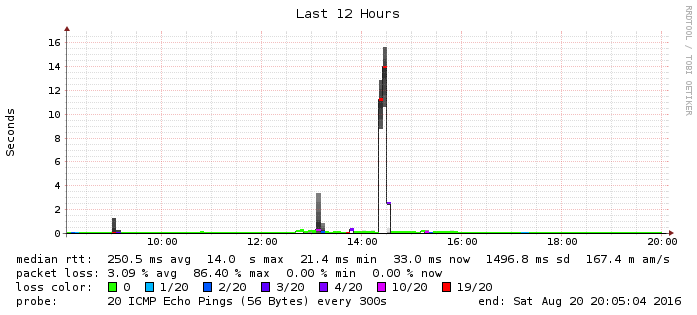 Last 12 Hours
RRDTOOL / TOBI OETIKER
Seconds
16
14
12
10
8
6
4
2
0
10:00 12:00 14:00 16:00 18:00 20:00
median rtt: 250.5 ms avg 14.0 s max 21.4 ms min 33.0 ms now 1496.8 ms sd 167.4 m am/s
packet loss: 3.09 % avg 86.40 % max 0.00 % min 0.00 % now
loss color: 0 1/20 2/20 3/20 4/20 10/20 19/20
probe: 20 ICMP Echo Pings (56 Bytes) every 300s end: Sat Aug 20 20:05:04 2016